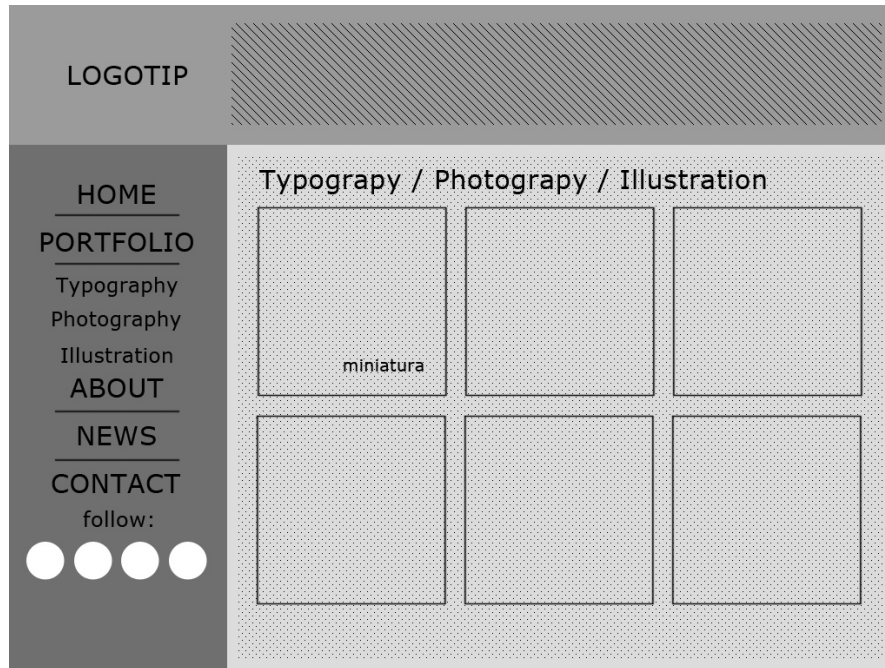 LOGOTIP
HOME
PORTFOLIO
Typography
Photography
Illustration
ABOUT
NEWS
CONTACT
follow:
Typograpy / Photograpy / Illustration
miniatura